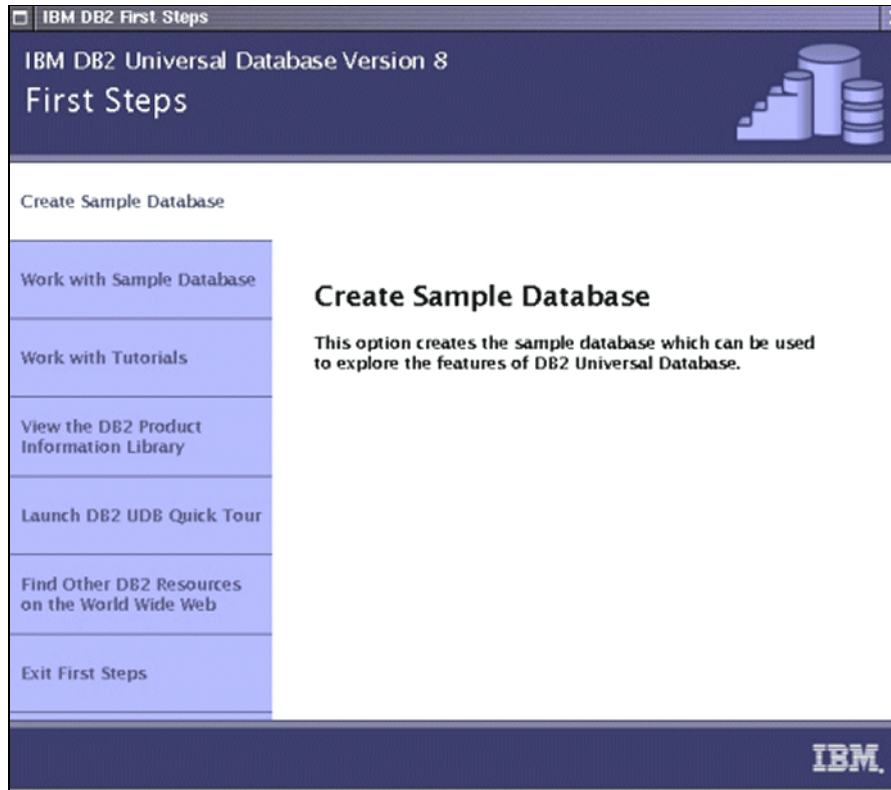 IBM DB2 First Steps
IBM DB2 Universal Database Version 8
First Steps
Create Sample Database
Work with Sample Database
Work with Tutorials
View the DB2 Product
Information Library
Launch DB2 UDB Quick Tour
Find Other DB2 Resources
on the World Wide Web
Exit First Steps
Create Sample Database
This option creates the sample database which can be used
to explore the features of DB2 Universal Database.
IBM.